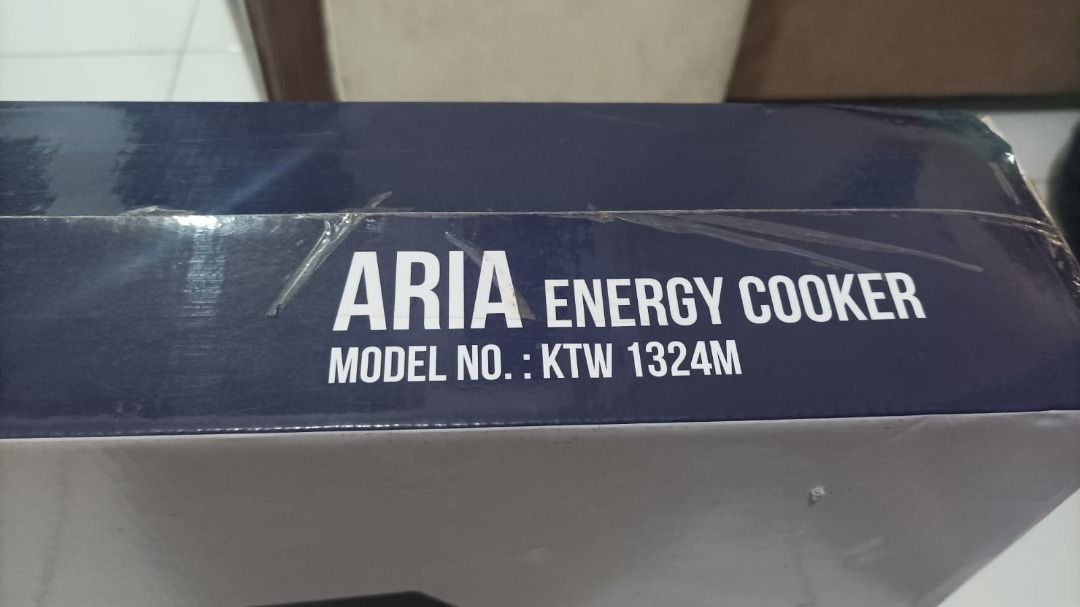 ARIA ENERGY COOKER
MODEL NO. : KTW 1324M